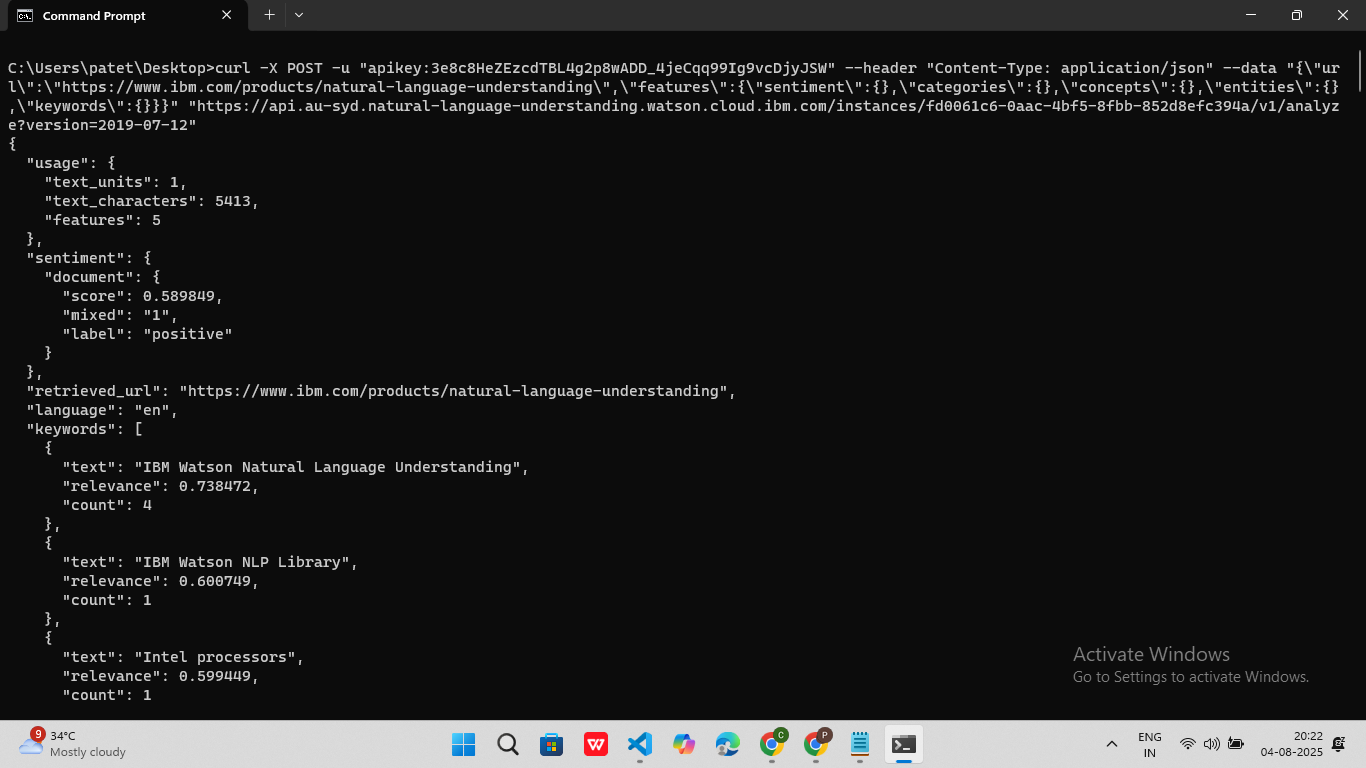 Command Prompt
C:\Users\patet\Desktop>curl -X POST -u "apikey:3e8c8HeZEzcdTBL4g2p8wADD_4jeCqq99Ig9vcDjyJSW" --header "Content-Type: application/json" --data "{\"ur
l\":\"https://www.ibm.com/products/natural-language-understanding\",\"features\":{\"sentiment\":{},\"categories\":{},\"concepts\":{},\"entities\":{}
,\"keywords\":{}}}" "https://api.au-syd.natural-language-understanding.watson.cloud.ibm.com/instances/fd0061c6-0aac-4bf5-8fbb-852d8efc394a/v1/analyz
e?version=2019-07-12"
{
  "usage": {
    "text_units": 1,
    "text_characters": 5413,
    "features": 5
  },
  "sentiment": {
    "document": {
      "score": 0.589849,
      "mixed": "1",
      "label": "positive"
    }
  },
  "retrieved_url": "https://www.ibm.com/products/natural-language-understanding",
  "language": "en",
  "keywords": [
    {
      "text": "IBM Watson Natural Language Understanding",
      "relevance": 0.738472,
      "count": 4
    },
    {
      "text": "IBM Watson NLP Library",
      "relevance": 0.600749,
      "count": 1
    },
    {
      "text": "Intel processors",
      "relevance": 0.599449,
      "count": 1
Activate Windows
Go to Settings to activate Windows.
9
34°C
Mostly cloudy
W
C
P
ENG
IN
20:22
04-08-2025